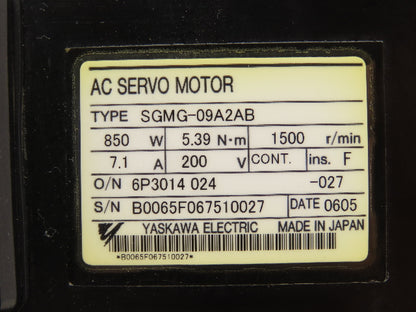 AC SERVO MOTOR
TYPE SGMG-09A2AB
850 W 5.39 N·m 1500 r/min
7.1 A 200 V CONT. ins. F
O/N 6P3014 024 -027
S/N B0065F067510027 DATE 0605
YASKAWA ELECTRIC MADE IN JAPAN
*B0065F067510027*